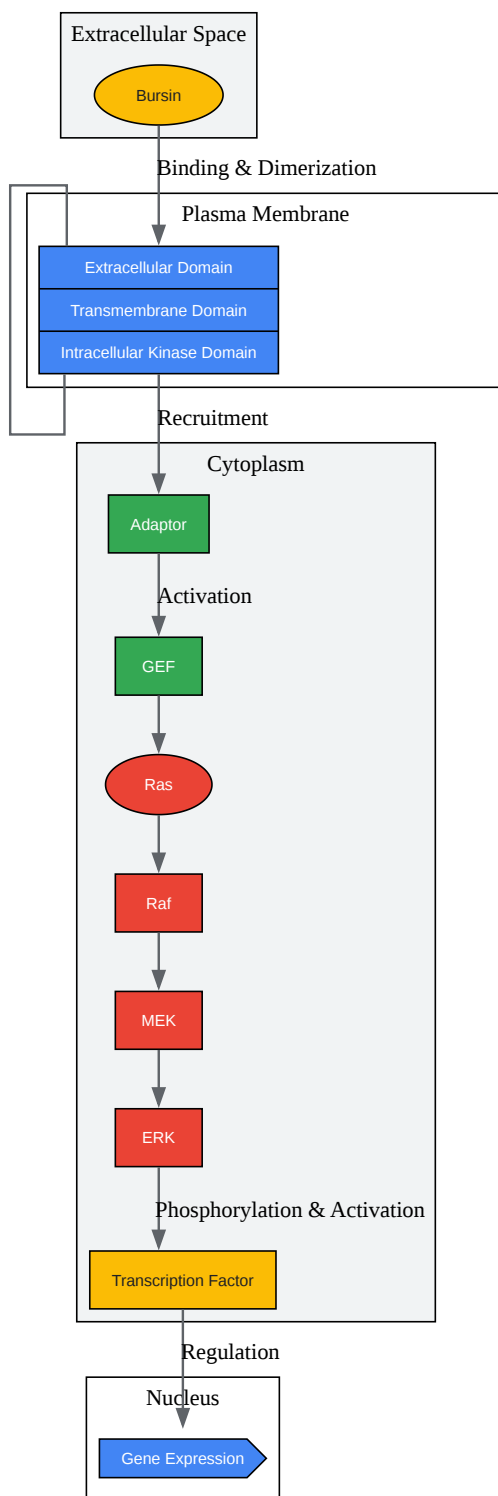 Extracellular Space
Bursin
Binding & Dimerization
Plasma Membrane
Extracellular Domain
Transmembrane Domain
Intracellular Kinase Domain
Recruitment
Cytoplasm
Adaptor
Activation
GEF
Ras
Raf
MEK
ERK
Phosphorylation & Activation
Transcription Factor
Regulation
Nucleus
Gene Expression